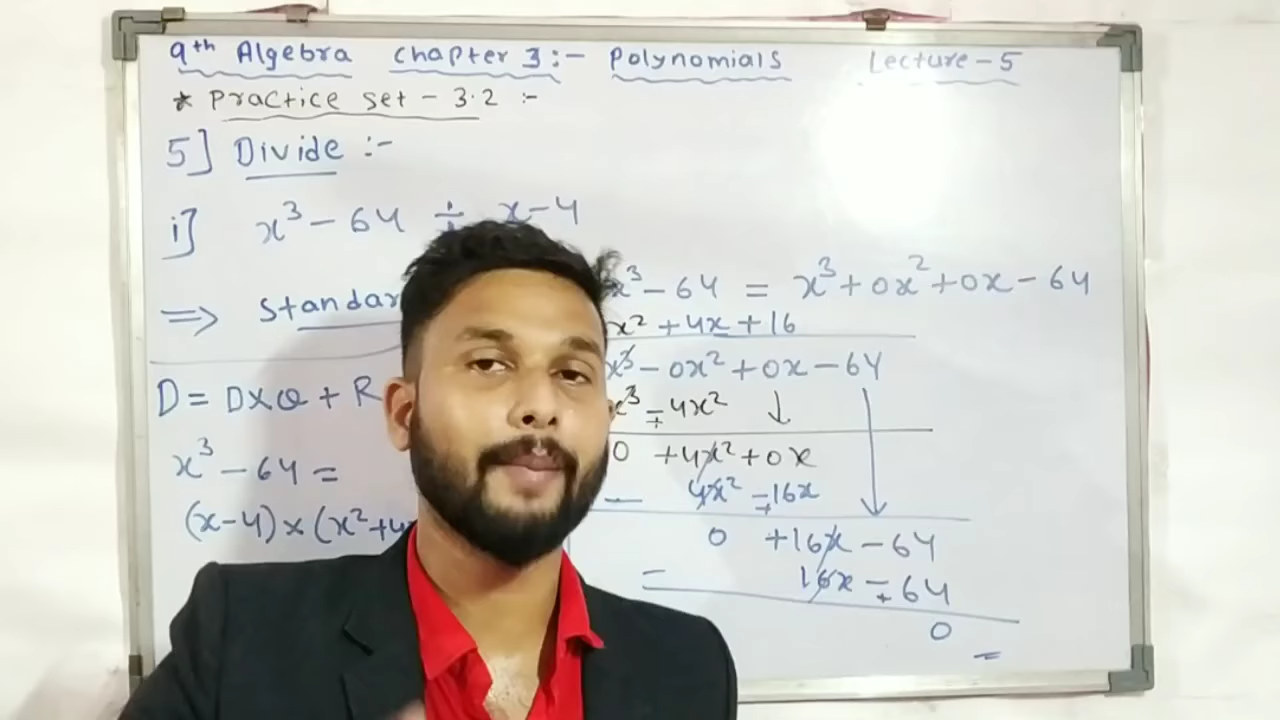 9th Algebra Chapter 3:- Polynomials Lecture-5
* Practice set - 3.2 :-
5] Divide :-
i] x³ - 64 ÷ x-4
⇒ Standar
x³ - 64 = x³ + 0x² + 0x - 64
x² + 4x + 16
x³ - 0x² + 0x - 64
x³ ∓ 4x²
0 + 4x² + 0x
- 4x² ∓ 16x
0 + 16x - 64
- 16x ∓ 64
0
D = D×Q + R
x³ - 64 =
(x-4) × (x² + 4